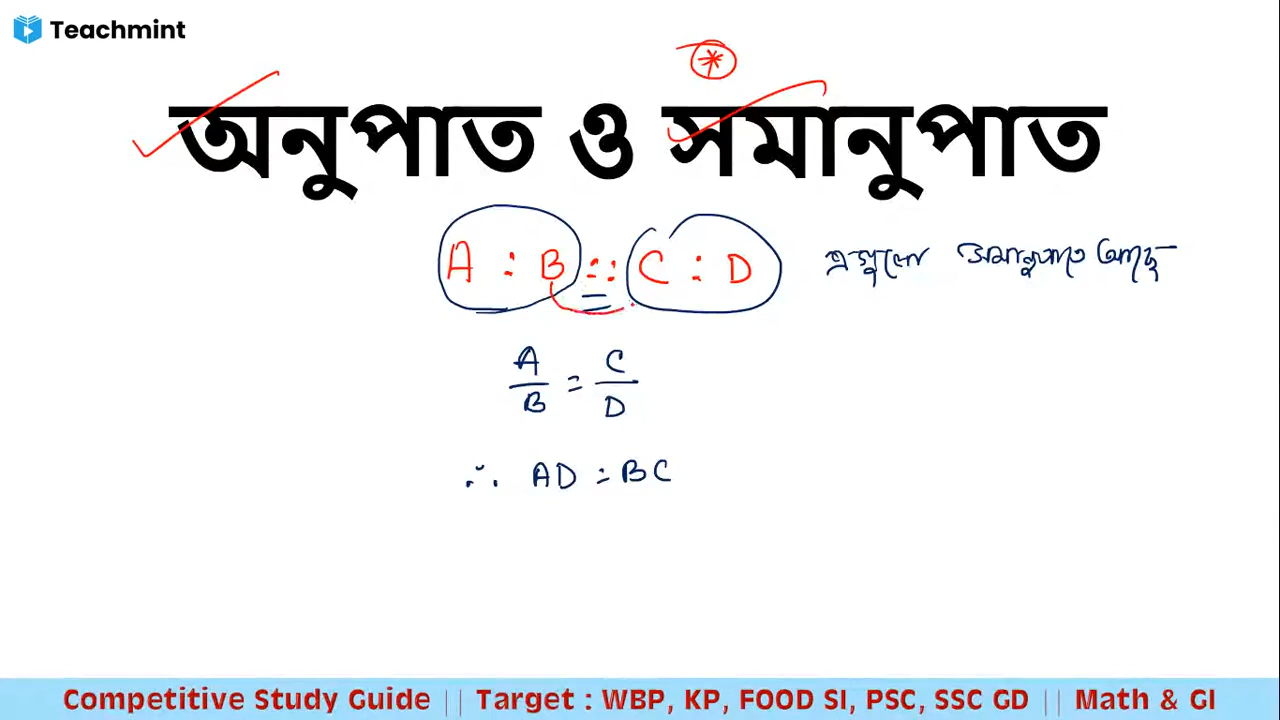 Teachmint
অনুপাত ও সমানুপাত
A : B :: C : D এগুলো সমানুপাতে আছে
A/B = C/D
∴ AD = BC
Competitive Study Guide || Target : WBP, KP, FOOD SI, PSC, SSC GD || Math & GI